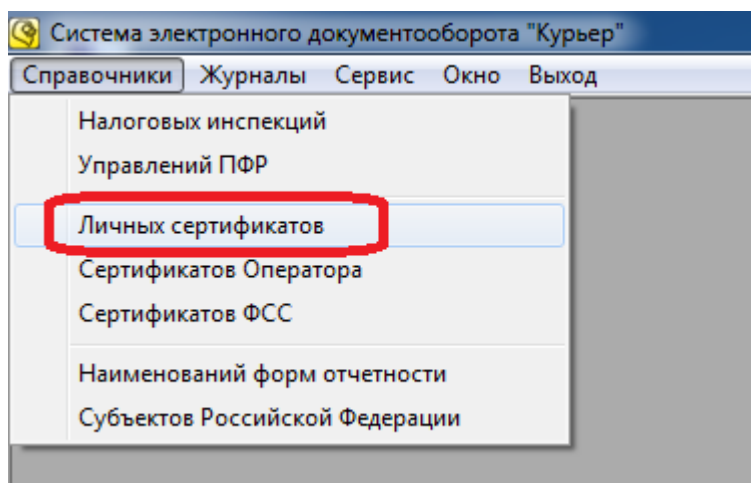 Система электронного документооборота "Курьер"
Справочники Журналы Сервис Окно Выход
Налоговых инспекций
Управлений ПФР
Личных сертификатов
Сертификатов Оператора
Сертификатов ФСС
Наименований форм отчетности
Субъектов Российской Федерации